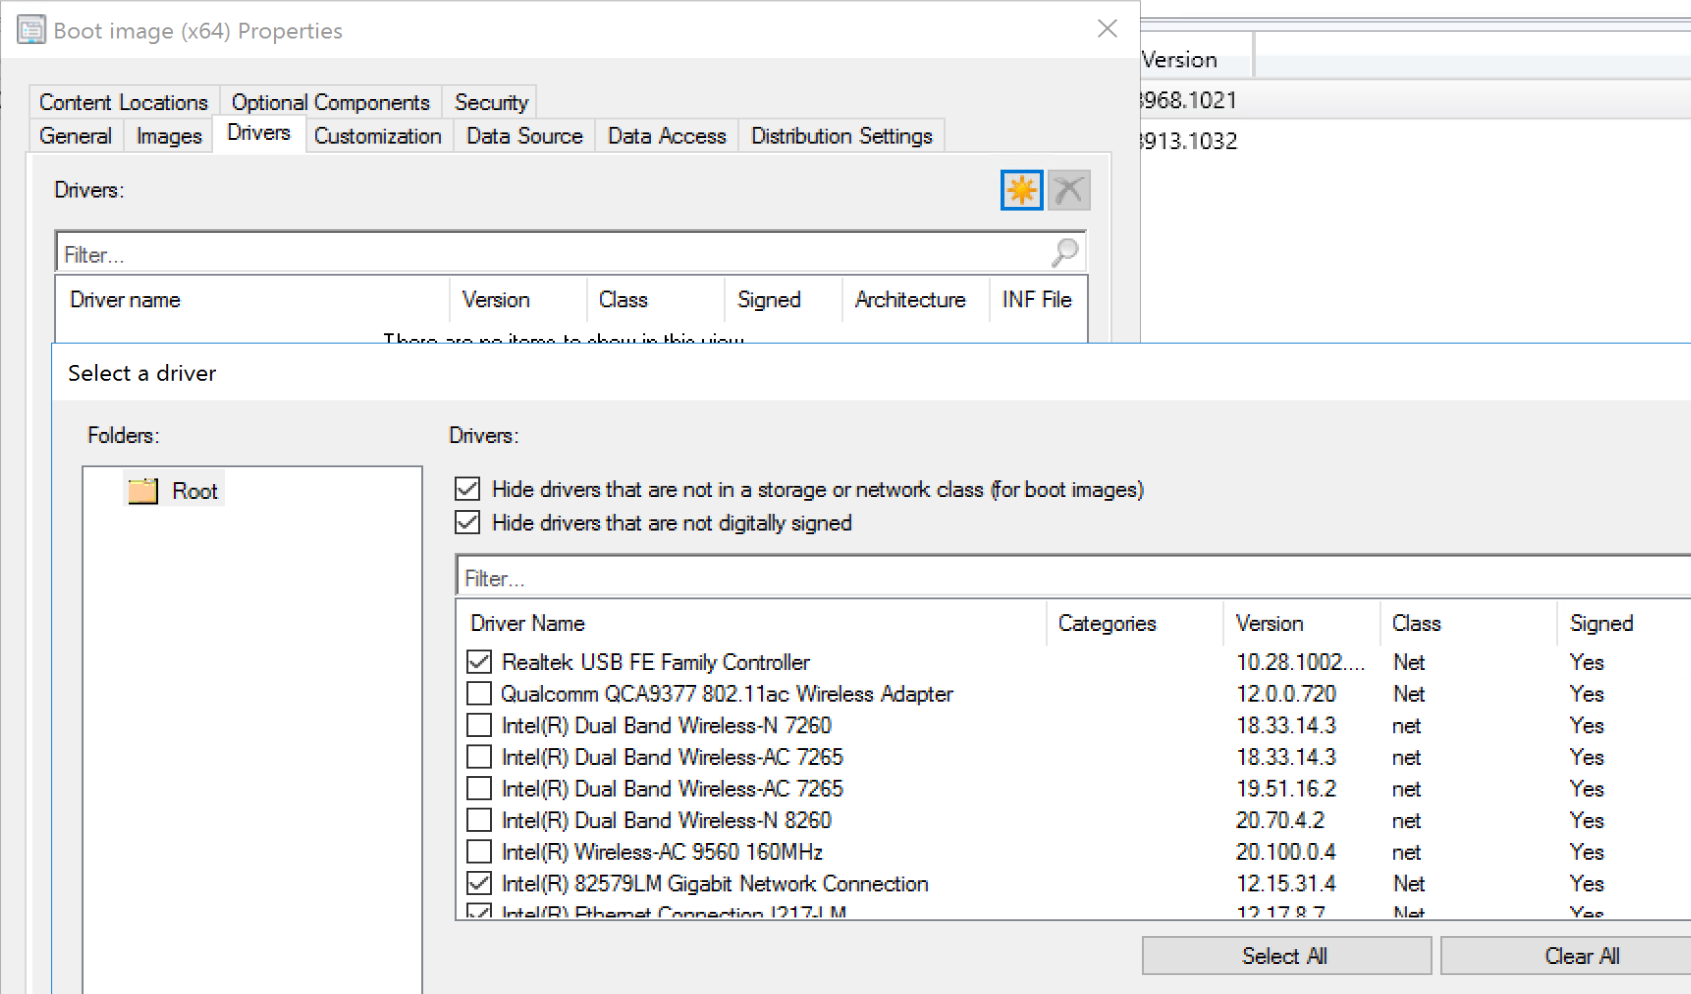 Boot image (x64) Properties
Version
Content Locations Optional Components Security
968.1021
General Images Drivers Customization Data Source Data Access Distribution Settings
913.1032
Drivers:
Filter...
Driver name Version Class Signed Architecture INF File
There are no items to show in this view.
Select a driver
Folders: Drivers:
Root
Hide drivers that are not in a storage or network class (for boot images)
Hide drivers that are not digitally signed
Filter...
Driver Name Categories Version Class Signed
Realtek USB FE Family Controller 10.28.1002.... Net Yes
Qualcomm QCA9377 802.11ac Wireless Adapter 12.0.0.720 Net Yes
Intel(R) Dual Band Wireless-N 7260 18.33.14.3 net Yes
Intel(R) Dual Band Wireless-AC 7265 18.33.14.3 net Yes
Intel(R) Dual Band Wireless-AC 7265 19.51.16.2 net Yes
Intel(R) Dual Band Wireless-N 8260 20.70.4.2 net Yes
Intel(R) Wireless-AC 9560 160MHz 20.100.0.4 net Yes
Intel(R) 82579LM Gigabit Network Connection 12.15.31.4 Net Yes
Intel(R) Ethernet Connection I217-LM 12.17.8.7 Net Yes
Select All Clear All